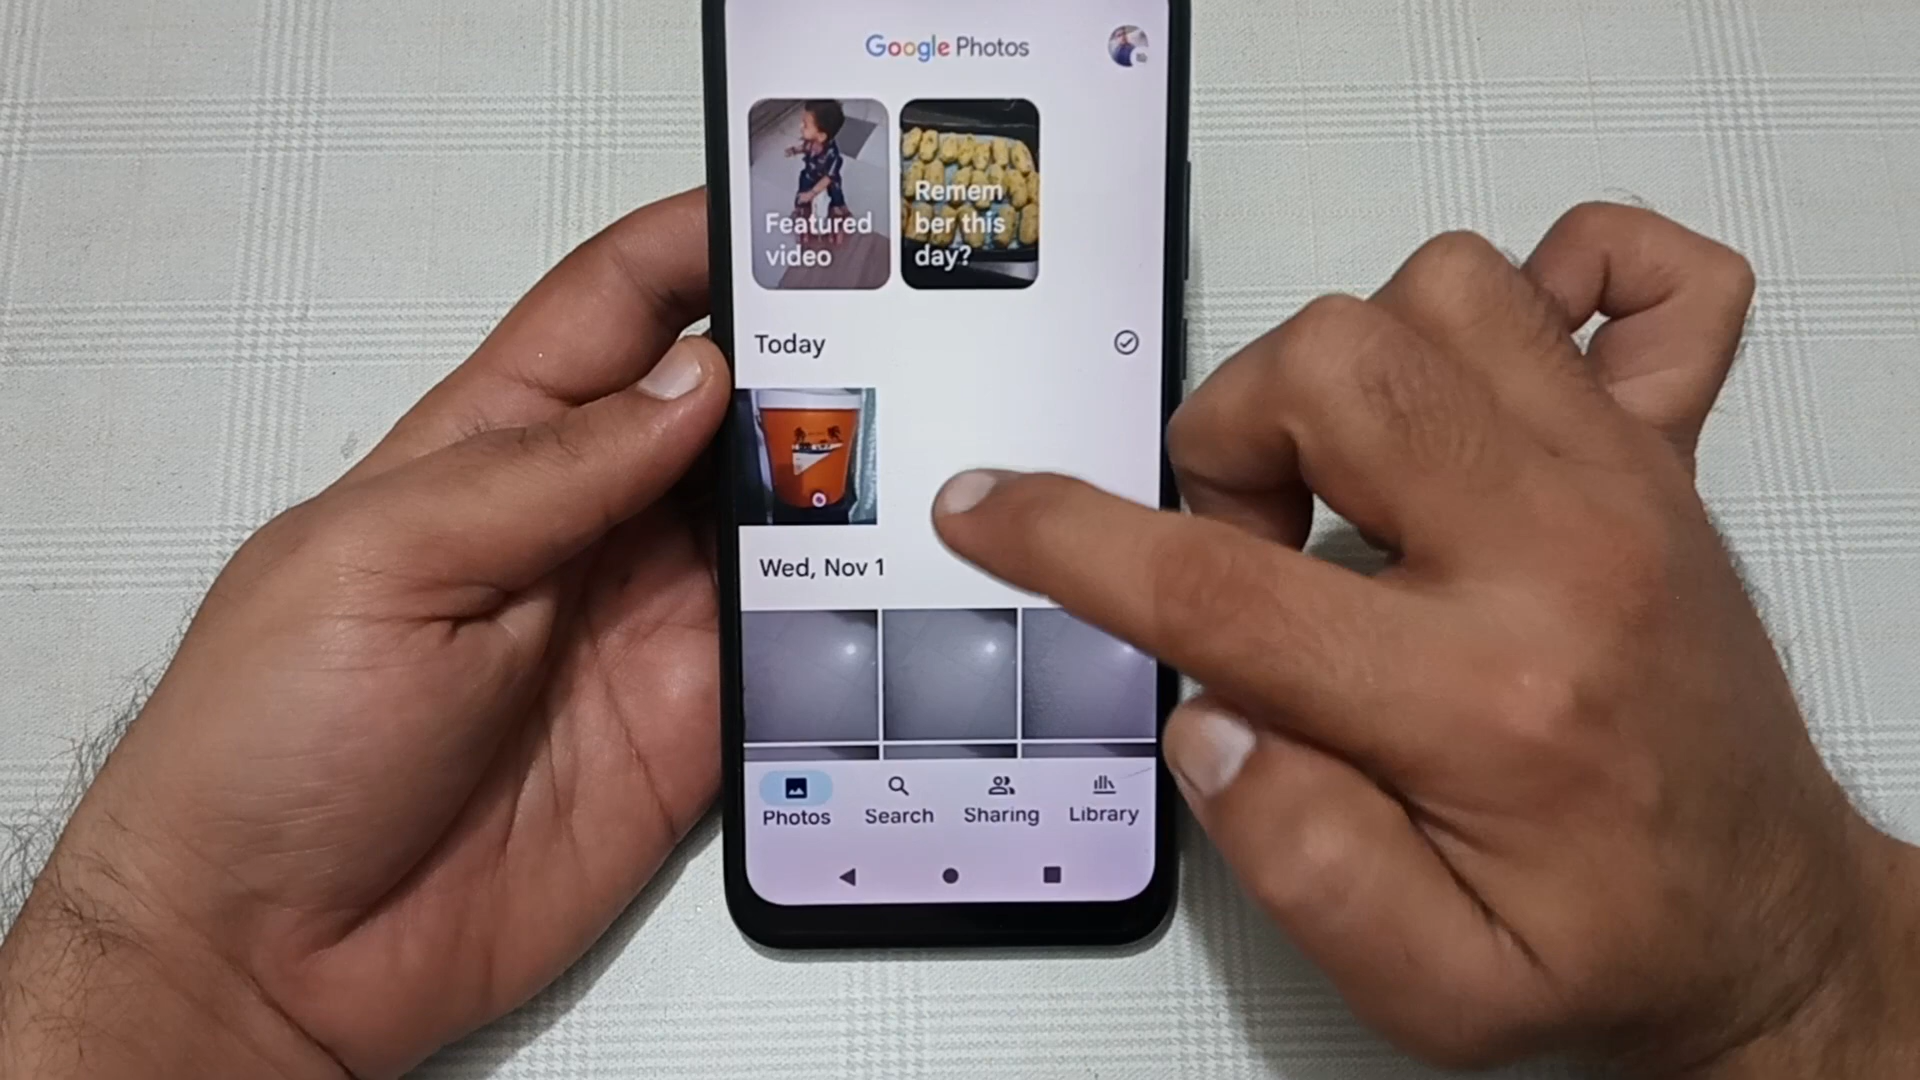 Google Photos
Featured
video
Remem
ber this
day?
Today
Wed, Nov 1
Photos
Search
Sharing
Library